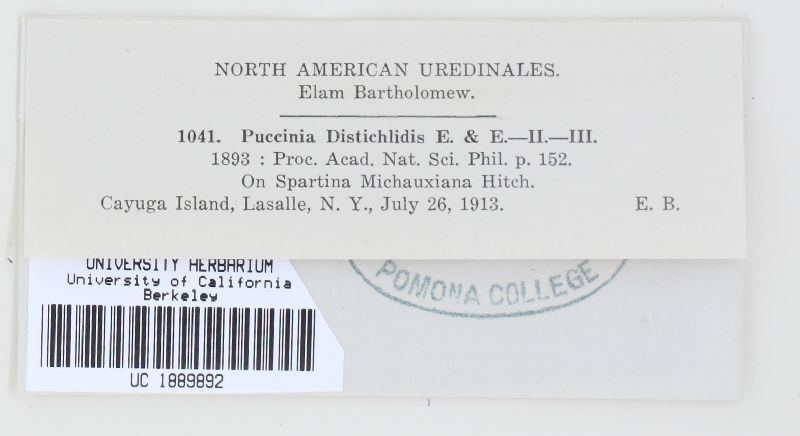 NORTH AMERICAN UREDINALES.
Elam Bartholomew.
1041. Puccinia Distichlidis E. & E.—II.—III.
1893 : Proc. Acad. Nat. Sci. Phil. p. 152.
On Spartina Michauxiana Hitch.
Cayuga Island, Lasalle, N. Y., July 26, 1913. E. B.
UNIVERSITY HERBARIUM
University of California
Berkeley
UC 1889892
POMONA COLLEGE